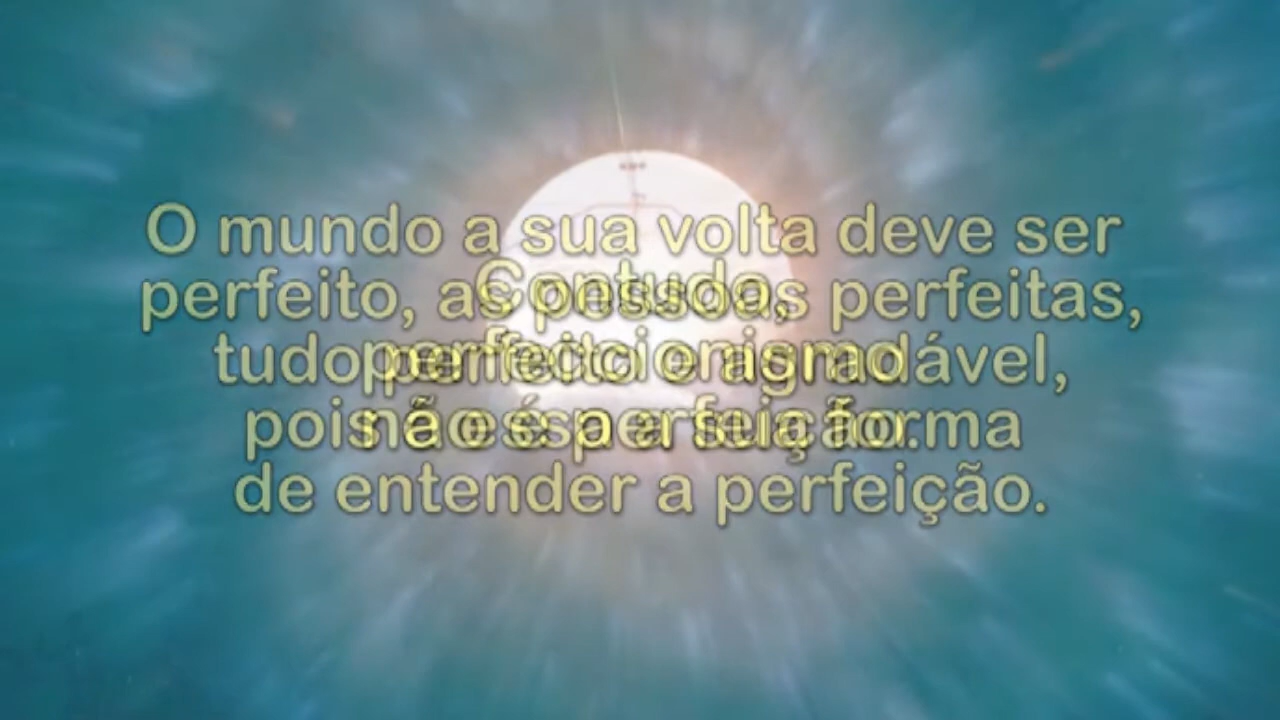 O mundo a sua volta deve ser
perfeito, as pessoas perfeitas,
tudo perfeito e agradável,
pois essa a sua forma
de entender a perfeição.
Contudo,
perfeccionismo
não é perfeição.